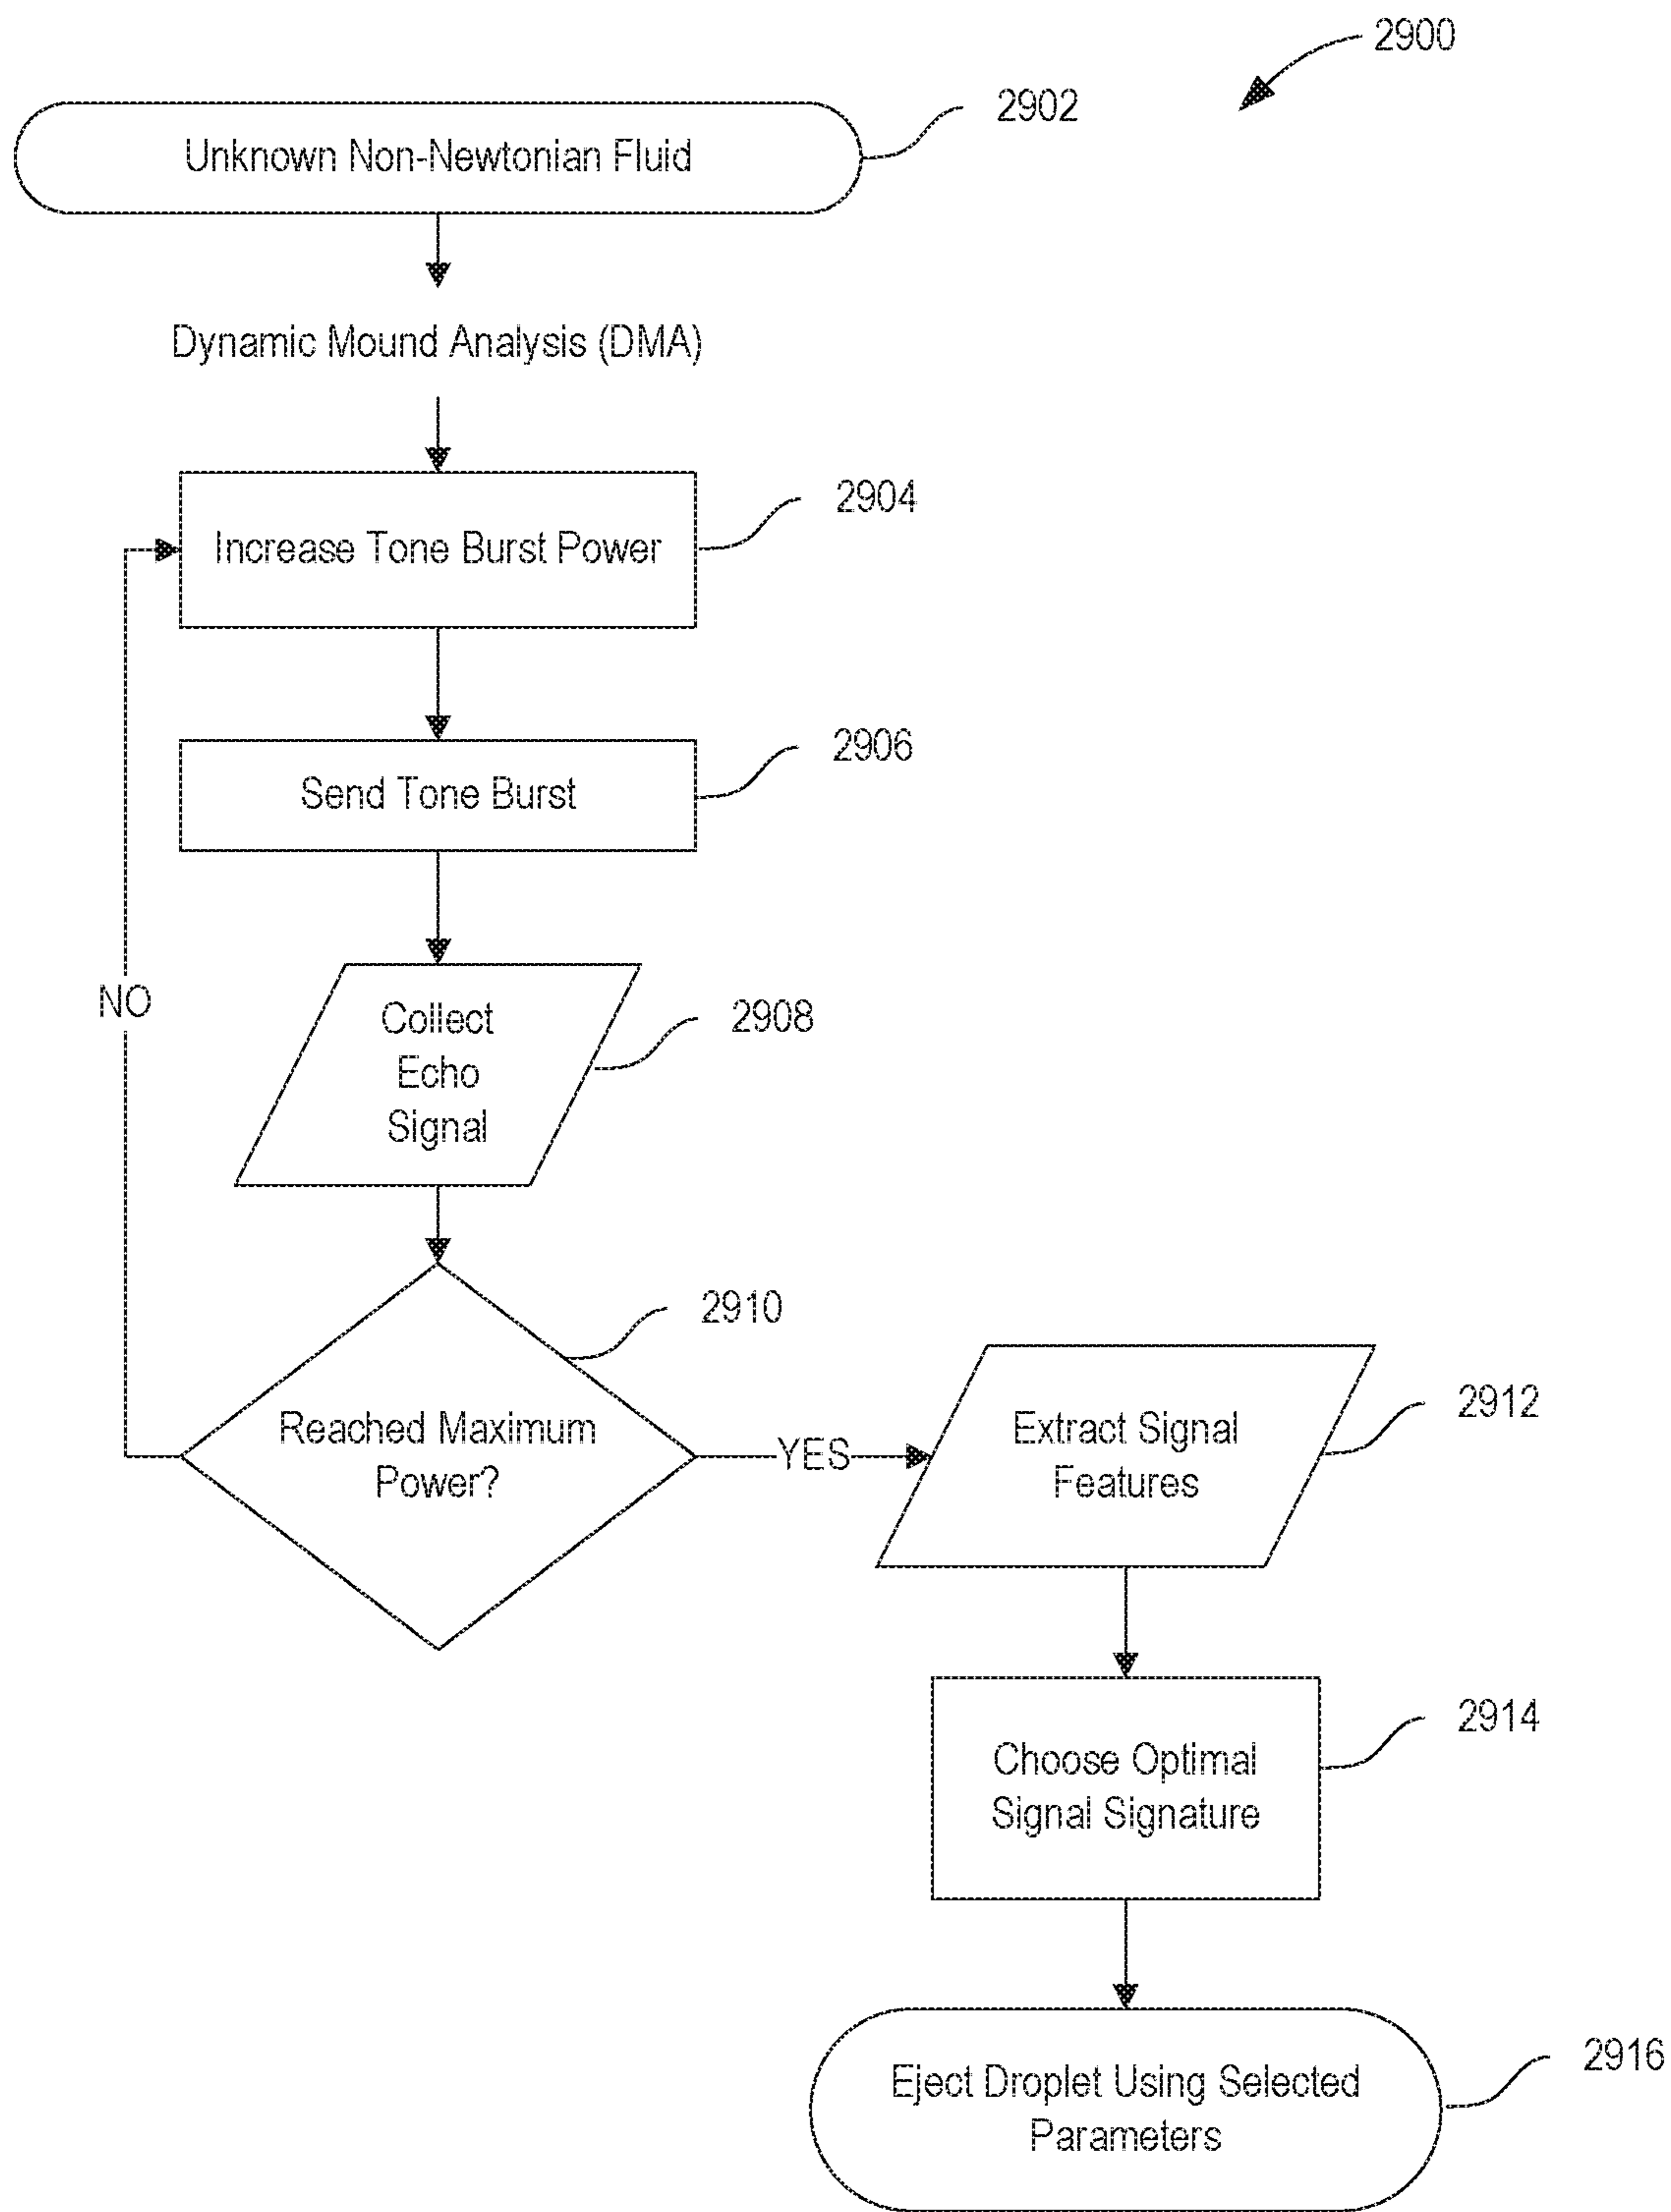 2900
2902
Unknown Non-Newtonian Fluid
Dynamic Mound Analysis (DMA)
2904
Increase Tone Burst Power
2906
Send Tone Burst
NO
2908
Collect
Echo
Signal
2910
Reached Maximum
Power?
YES
2912
Extract Signal
Features
2914
Choose Optimal
Signal Signature
2916
Eject Droplet Using Selected
Parameters